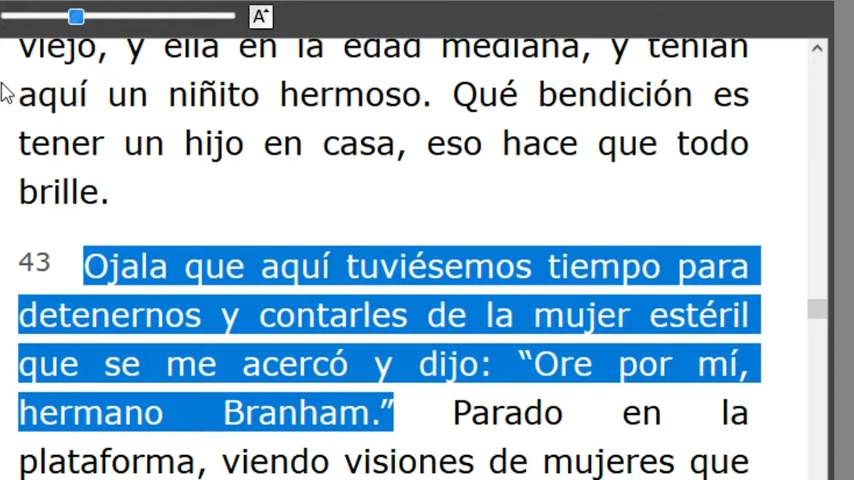 A
viejo, y ella en la edad mediana, y tenían
aquí un niñito hermoso. Qué bendición es
tener un hijo en casa, eso hace que todo
brille.
43 Ojala que aquí tuviésemos tiempo para
detenernos y contarles de la mujer estéril
que se me acercó y dijo: “Ore por mí,
hermano Branham.” Parado en la
plataforma, viendo visiones de mujeres que